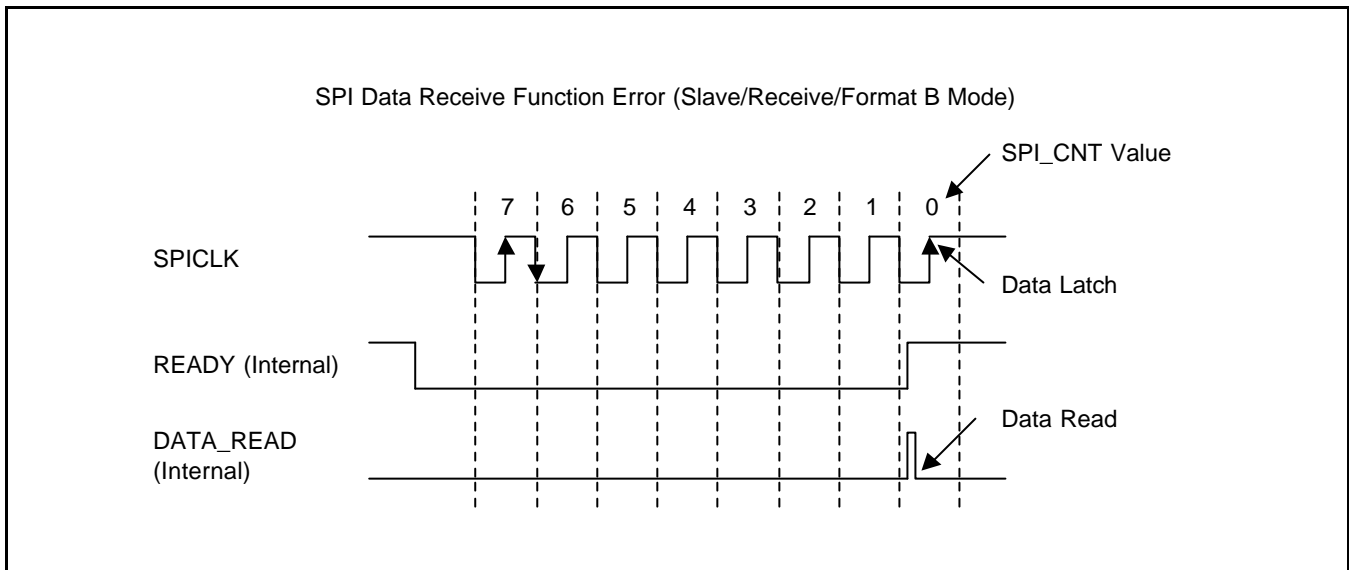 SPI Data Receive Function Error (Slave/Receive/Format B Mode)
SPI_CNT Value
7 6 5 4 3 2 1 0
SPICLK
Data Latch
READY (Internal)
Data Read
DATA_READ
(Internal)